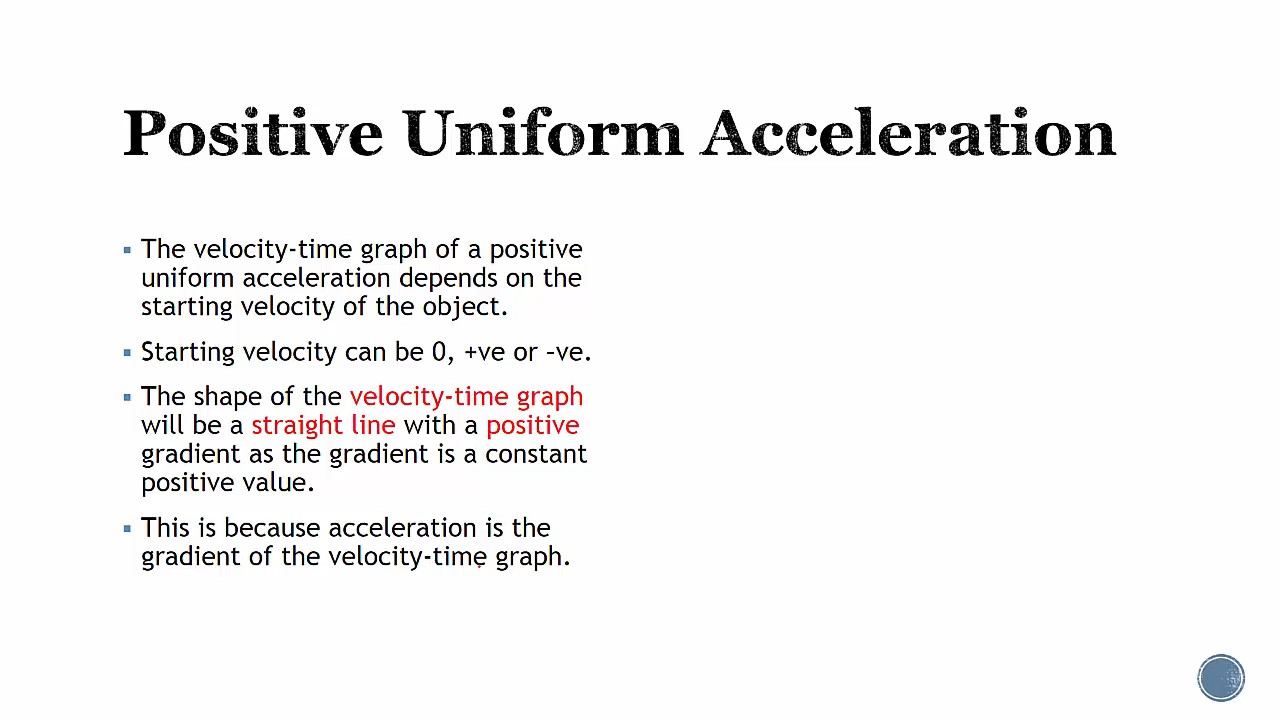 Positive Uniform Acceleration
▪ The velocity-time graph of a positive
uniform acceleration depends on the
starting velocity of the object.
▪ Starting velocity can be 0, +ve or –ve.
▪ The shape of the velocity-time graph
will be a straight line with a positive
gradient as the gradient is a constant
positive value.
▪ This is because acceleration is the
gradient of the velocity-time graph.